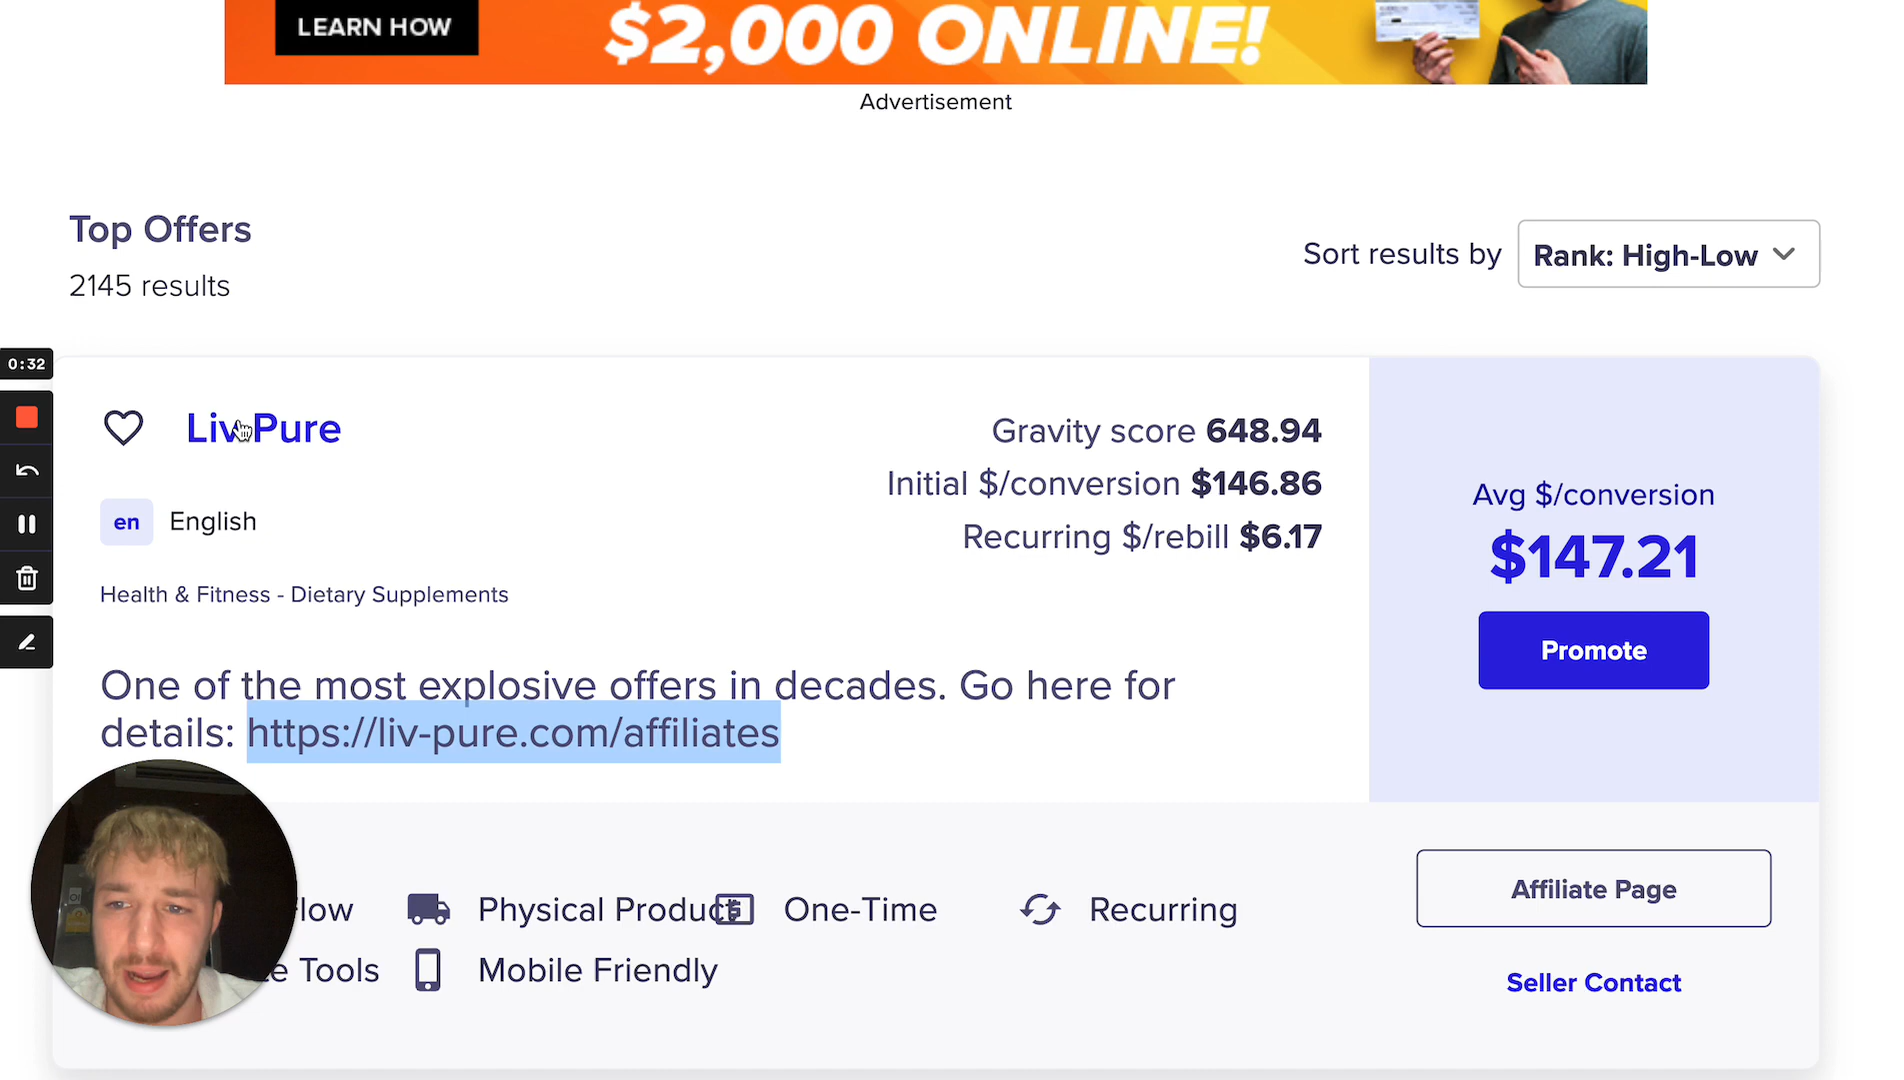 LEARN HOW
$2,000 ONLINE!
Advertisement
Top Offers
2145 results
Sort results by
Rank: High-Low
0:32
LivPure
Gravity score 648.94
Initial $/conversion $146.86
Recurring $/rebill $6.17
en English
Health & Fitness - Dietary Supplements
Avg $/conversion
$147.21
Promote
One of the most explosive offers in decades. Go here for
details: https://liv-pure.com/affiliates
Physical Product
One-Time
Recurring
Tools
Mobile Friendly
Affiliate Page
Seller Contact